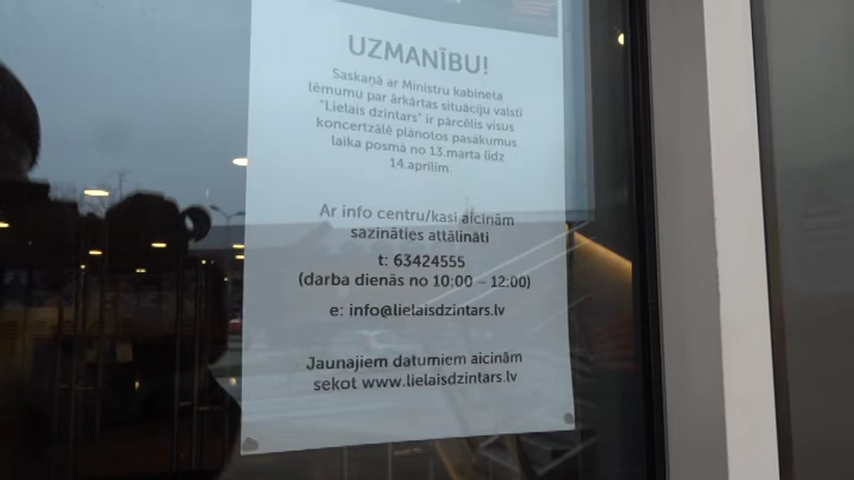 UZMANĪBU!
Saskaņā ar Ministru kabineta
lēmumu par ārkārtas situāciju valstī
"Lielais dzintars" ir pārcēlis visus
koncertzālē plānotos pasākumus
laika posmā no 13.marta līdz
14.aprīlim.
Ar info centru/kasi aicinām
sazināties attālināti
t: 63424555
(darba dienās no 10:00 – 12:00)
e: info@lielaisdzintars.lv
Jaunajiem datumiem aicinām
sekot www.lielaisdzintars.lv